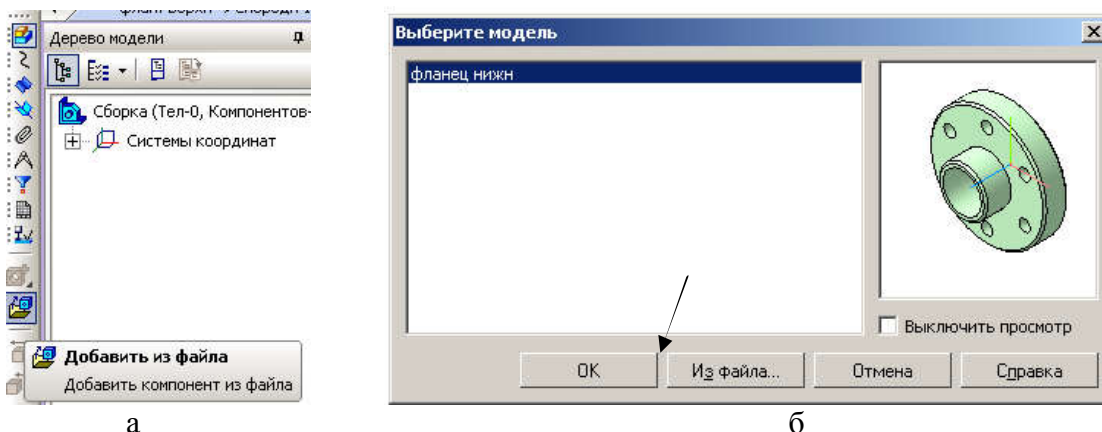 Дерево модели
Сборка (Тел-0, Компонентов-
Системы координат
Добавить из файла
Добавить компонент из файла
а
Выберите модель
фланец нижн
Выключить просмотр
OK
Из файла...
Отмена
Справка
б